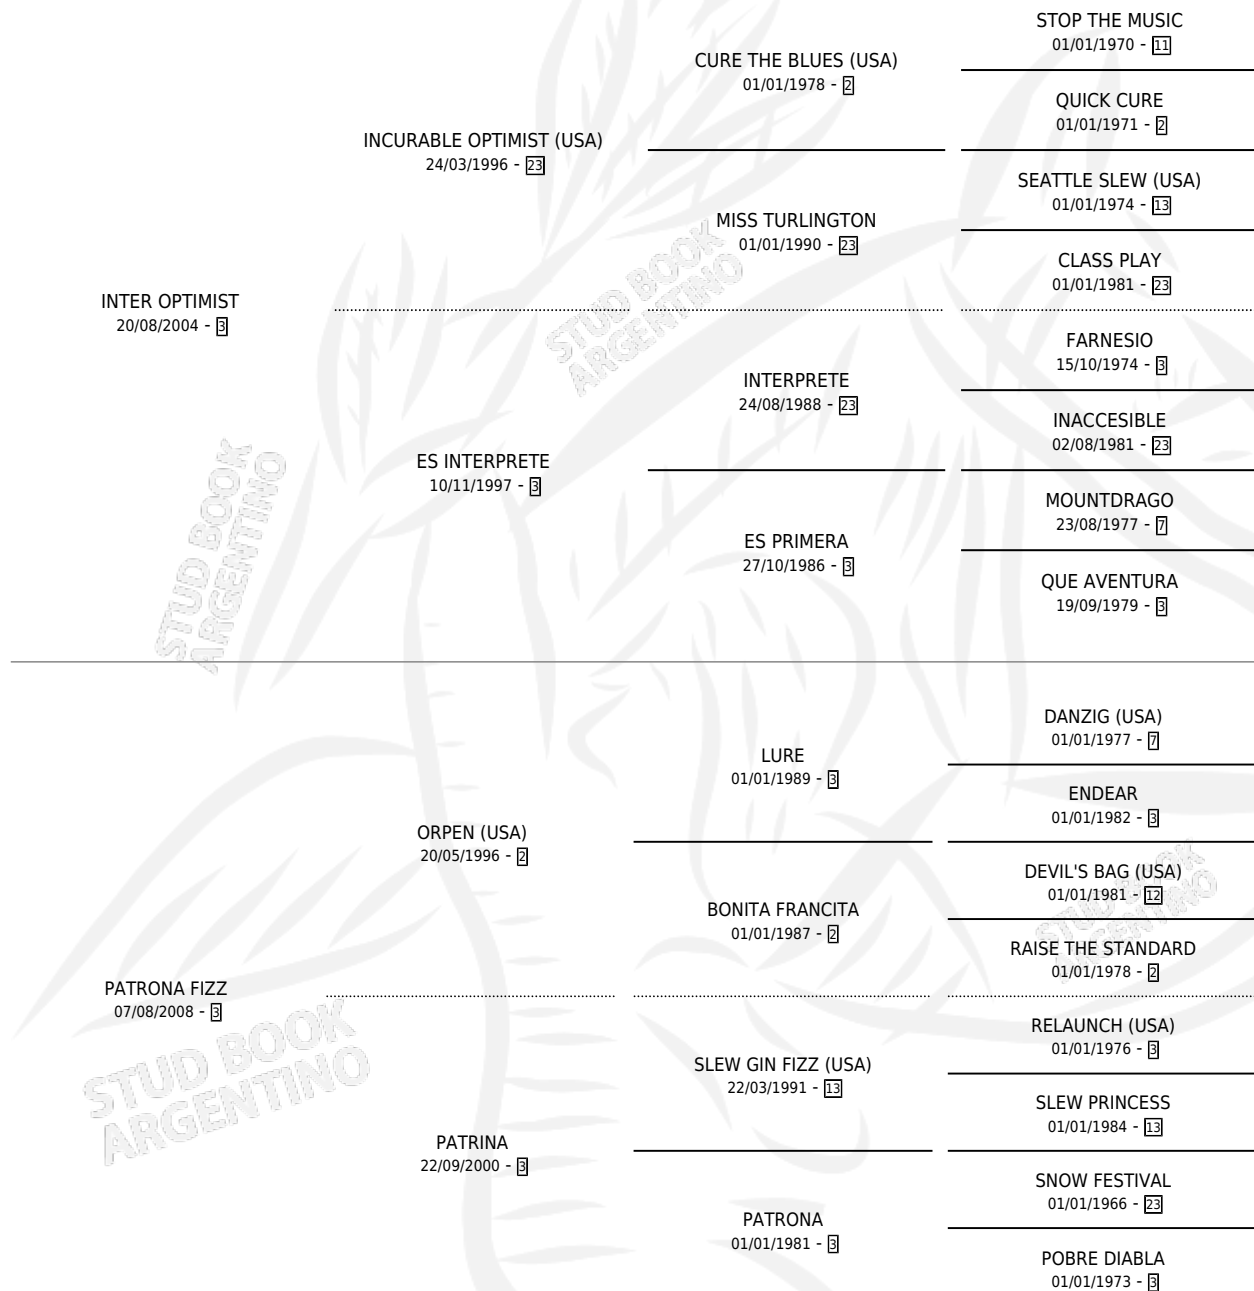 STOP THE MUSIC
01/01/1970 - 11
CURE THE BLUES (USA)
01/01/1978 - 2
QUICK CURE
01/01/1971 - 2
INCURABLE OPTIMIST (USA)
24/03/1996 - 23
SEATTLE SLEW (USA)
01/01/1974 - 13
MISS TURLINGTON
01/01/1990 - 23
CLASS PLAY
01/01/1981 - 23
INTER OPTIMIST
20/08/2004 - 3
FARNESIO
15/10/1974 - 3
INTERPRETE
24/08/1988 - 23
INACCESIBLE
02/08/1981 - 23
ES INTERPRETE
10/11/1997 - 3
MOUNTDRAGO
23/08/1977 - 7
ES PRIMERA
27/10/1986 - 3
QUE AVENTURA
19/09/1979 - 3
DANZIG (USA)
01/01/1977 - 7
LURE
01/01/1989 - 3
ENDEAR
01/01/1982 - 3
ORPEN (USA)
20/05/1996 - 2
DEVIL'S BAG (USA)
01/01/1981 - 12
BONITA FRANCITA
01/01/1987 - 2
RAISE THE STANDARD
01/01/1978 - 2
PATRONA FIZZ
07/08/2008 - 3
RELAUNCH (USA)
01/01/1976 - 3
SLEW GIN FIZZ (USA)
22/03/1991 - 13
SLEW PRINCESS
01/01/1984 - 13
PATRINA
22/09/2000 - 3
SNOW FESTIVAL
01/01/1966 - 23
PATRONA
01/01/1981 - 3
POBRE DIABLA
01/01/1973 - 3
STUD BOOK
ARGENTINO
STUD BOOK
ARGENTINO
STUD BOOK
ARGENTINO
STUD BOOK
ARGENTINO